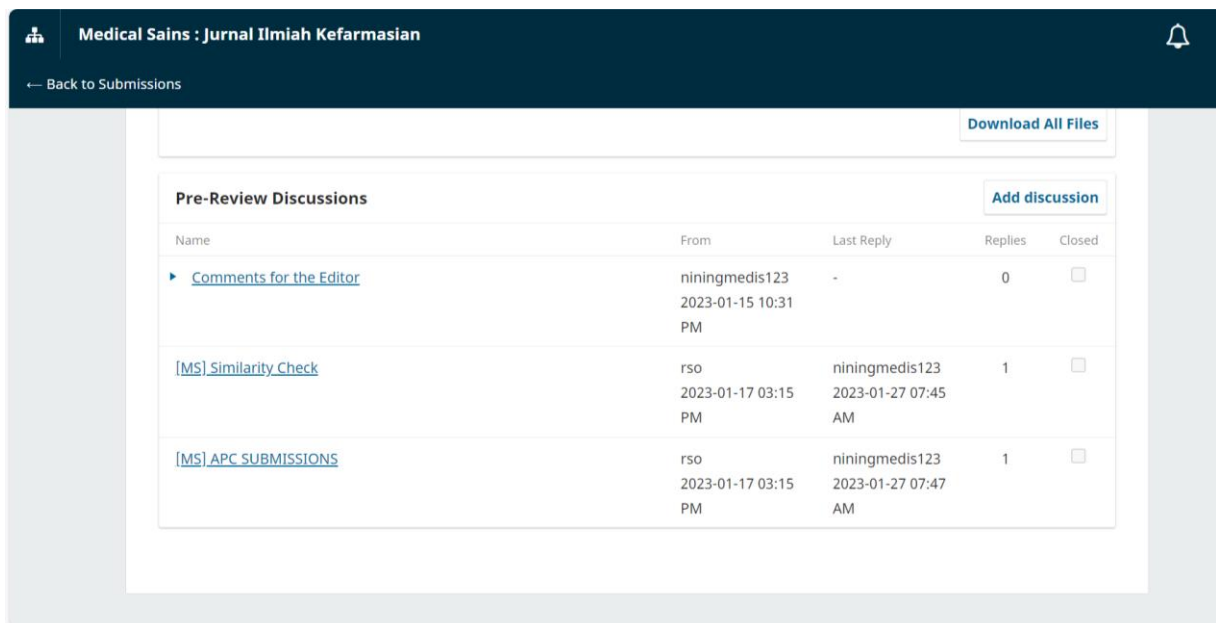 Medical Sains : Jurnal Ilmiah Kefarmasian
← Back to Submissions
Download All Files
Pre-Review Discussions
Add discussion
Name From Last Reply Replies Closed
Comments for the Editor niningmedis123 - 0
2023-01-15 10:31
PM
[MS] Similarity Check rso niningmedis123 1
2023-01-17 03:15 2023-01-27 07:45
PM AM
[MS] APC SUBMISSIONS rso niningmedis123 1
2023-01-17 03:15 2023-01-27 07:47
PM AM